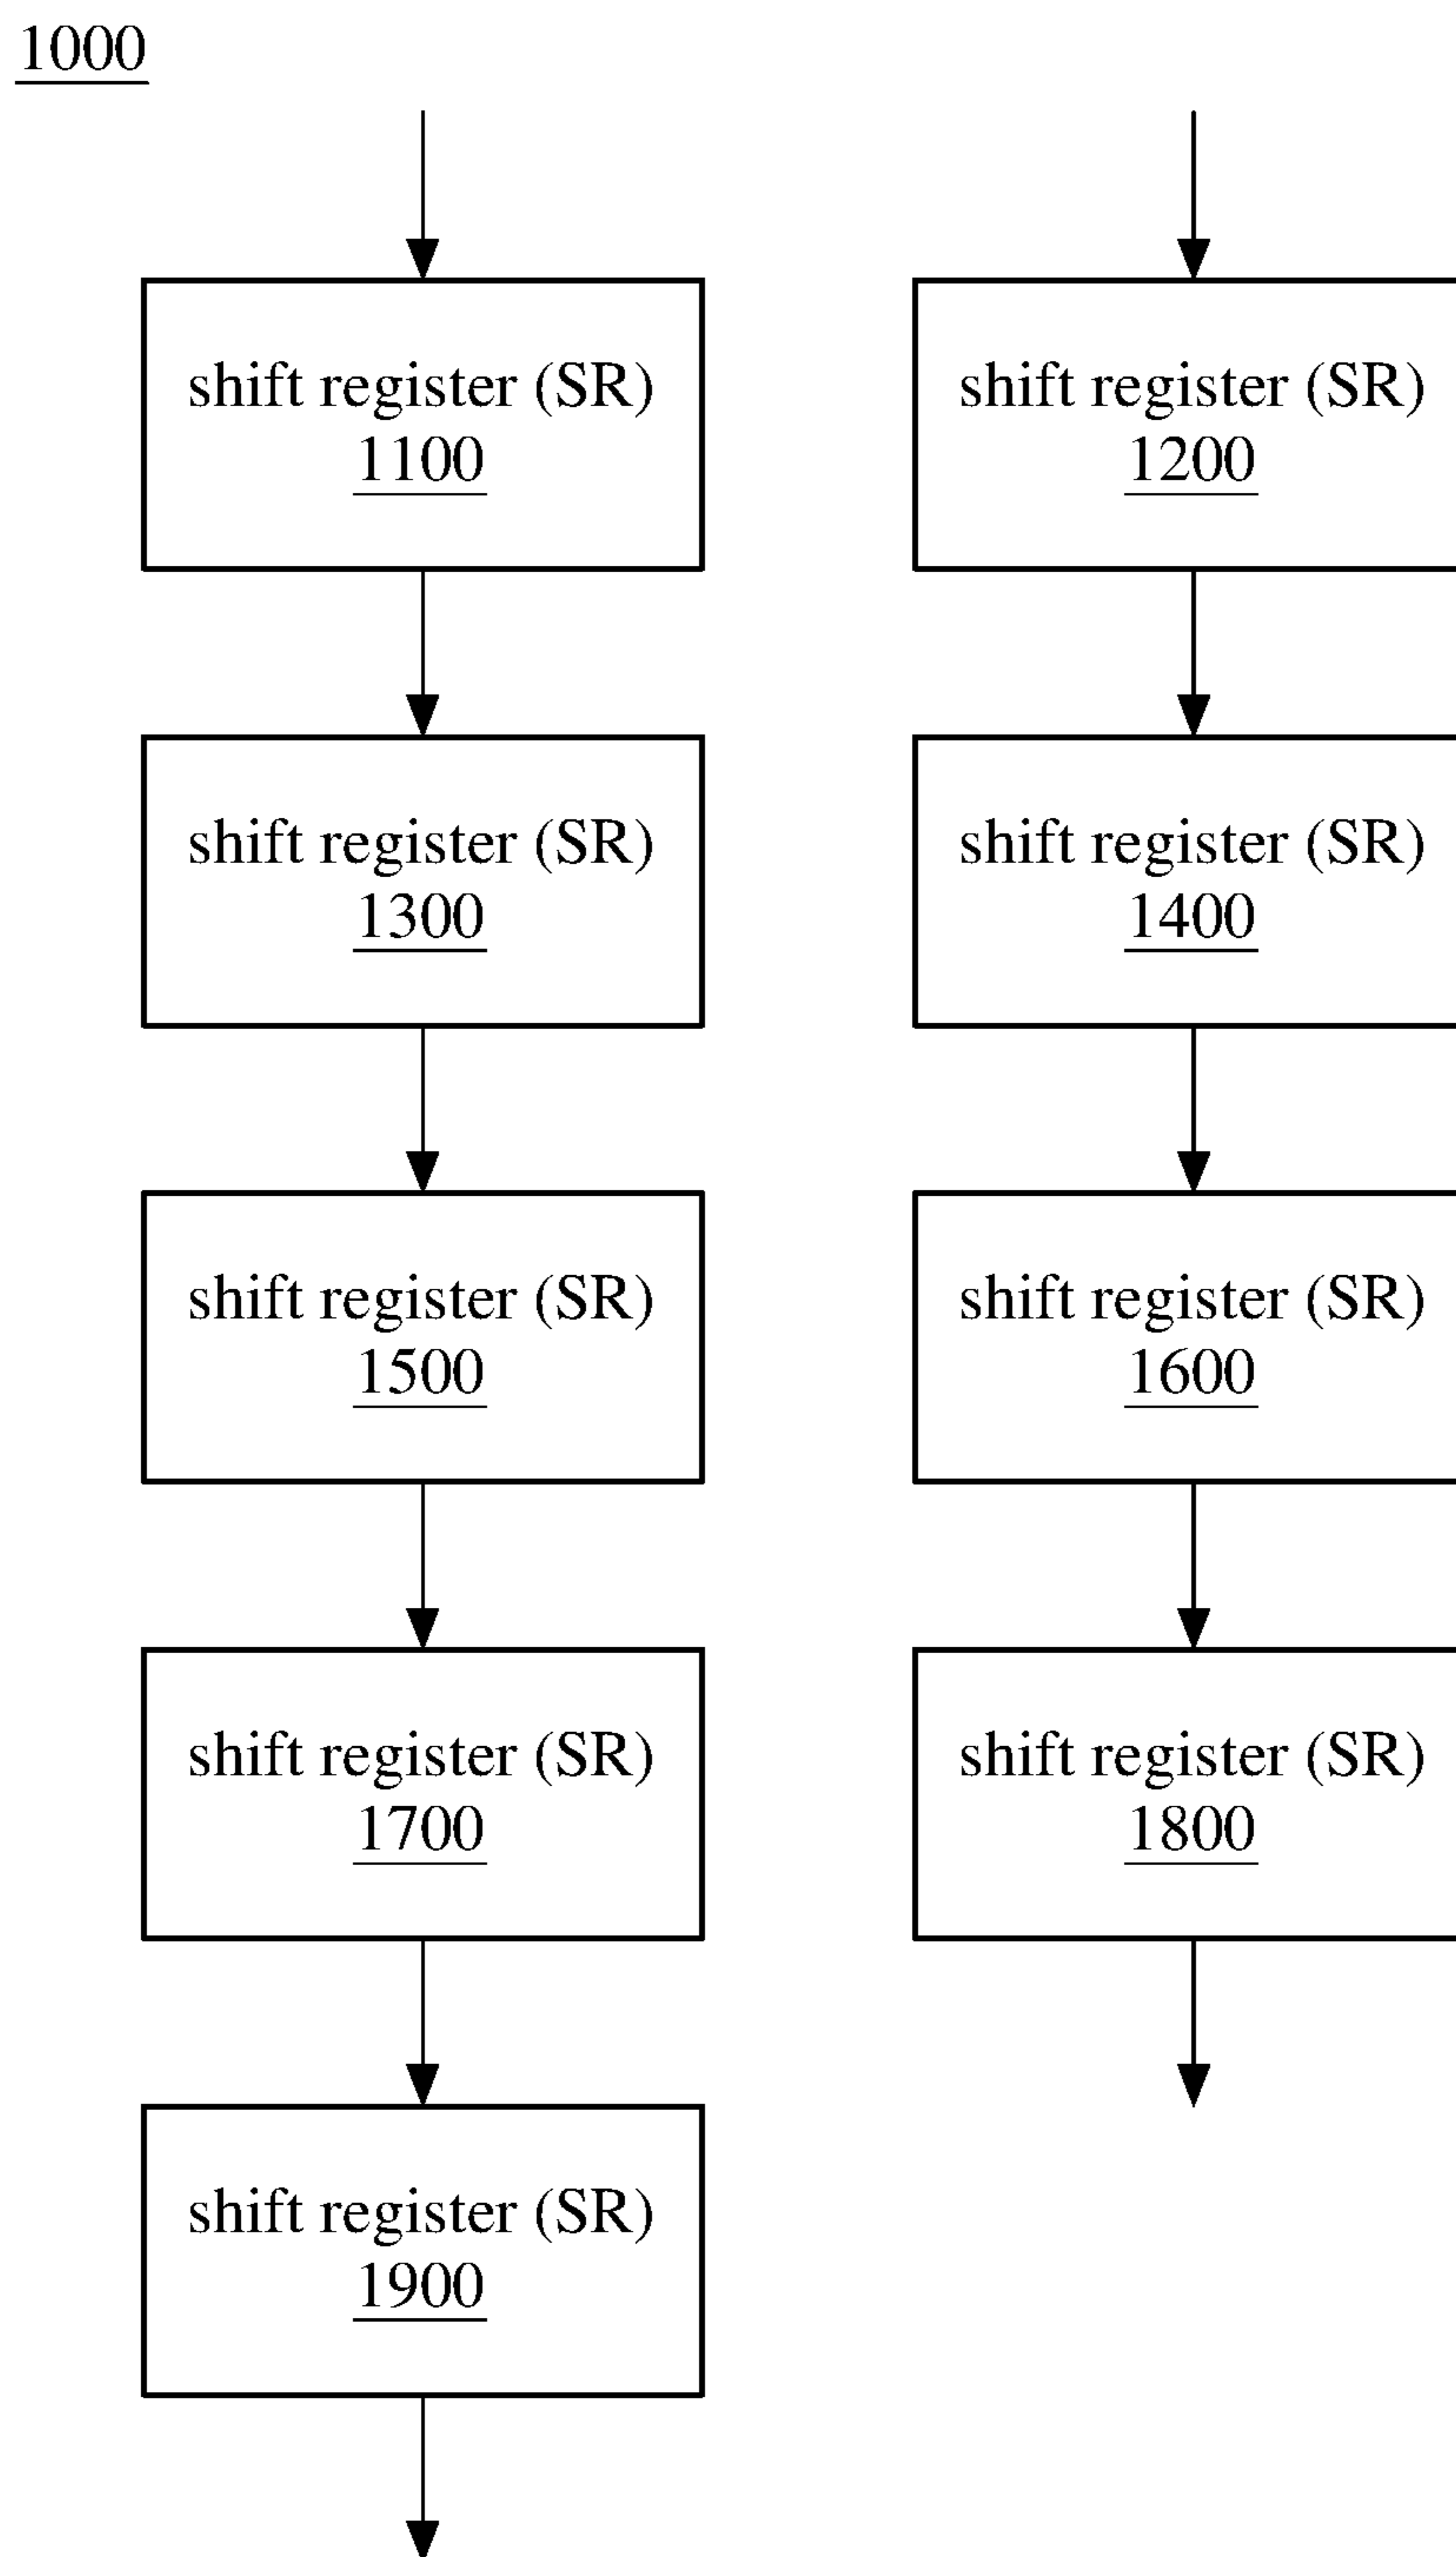 1000
shift register (SR)
1100
shift register (SR)
1200
shift register (SR)
1300
shift register (SR)
1400
shift register (SR)
1500
shift register (SR)
1600
shift register (SR)
1700
shift register (SR)
1800
shift register (SR)
1900